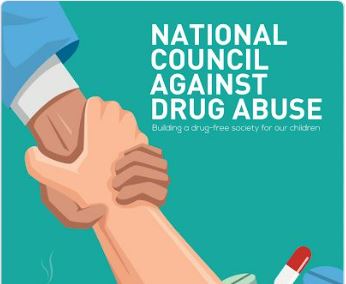 NATIONAL
COUNCIL
AGAINST
DRUG ABUSE
Building a drug-free society for our children